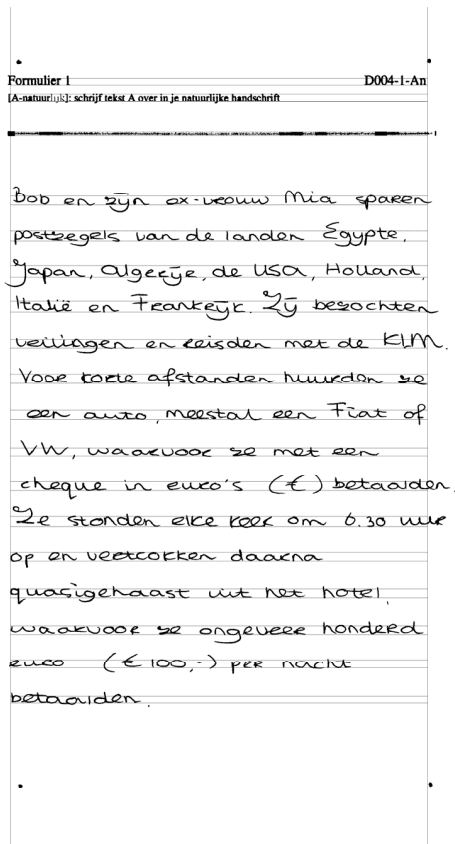 Formulier 1 D004-1-An
[A-natuurlijk]: schrijf tekst A over in je natuurlijke handschrift
Bob en zijn ex-vrouw Mia sparen
postzegels van de landen Egypte,
Japan, Algerije, de USA, Holland,
Italië en Frankrijk. Zij bezochten
veilingen en reisden met de KLM.
Voor korte afstanden huurden ze
een auto, meestal een Fiat of
VW, waarvoor ze met een
cheque in euro's (€) betaalden.
Ze stonden elke keer om 6.30 uur
op en vertrokken daarna
quasigehaast uit het hotel,
waarvoor ze ongeveer honderd
euro (€ 100,-) per nacht
betaalden.